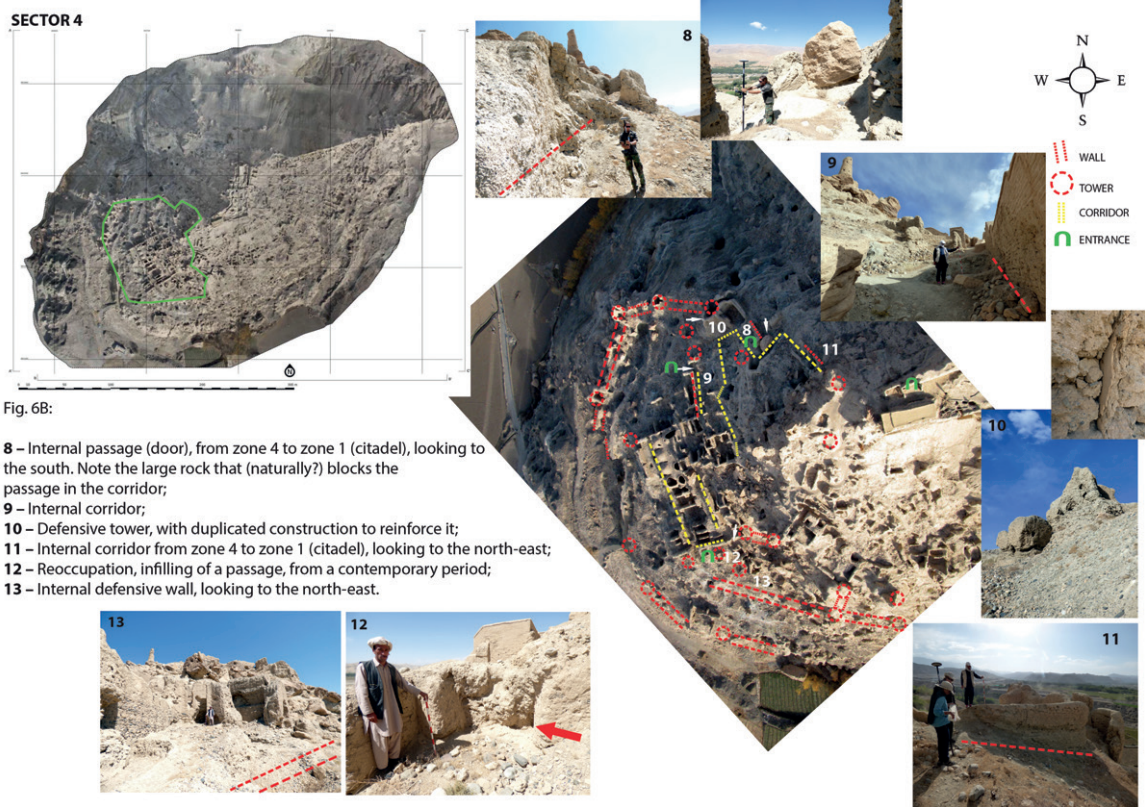 SECTOR 4
8
9
N
W E
S
WALL
TOWER
CORRIDOR
ENTRANCE
10
8
11
9
12
13
10
11
N
Fig. 6B:
8 – Internal passage (door), from zone 4 to zone 1 (citadel), looking to
the south. Note the large rock that (naturally?) blocks the
passage in the corridor;
9 – Internal corridor;
10 – Defensive tower, with duplicated construction to reinforce it;
11 – Internal corridor from zone 4 to zone 1 (citadel), looking to the north-east;
12 – Reoccupation, infilling of a passage, from a contemporary period;
13 – Internal defensive wall, looking to the north-east.
13
12